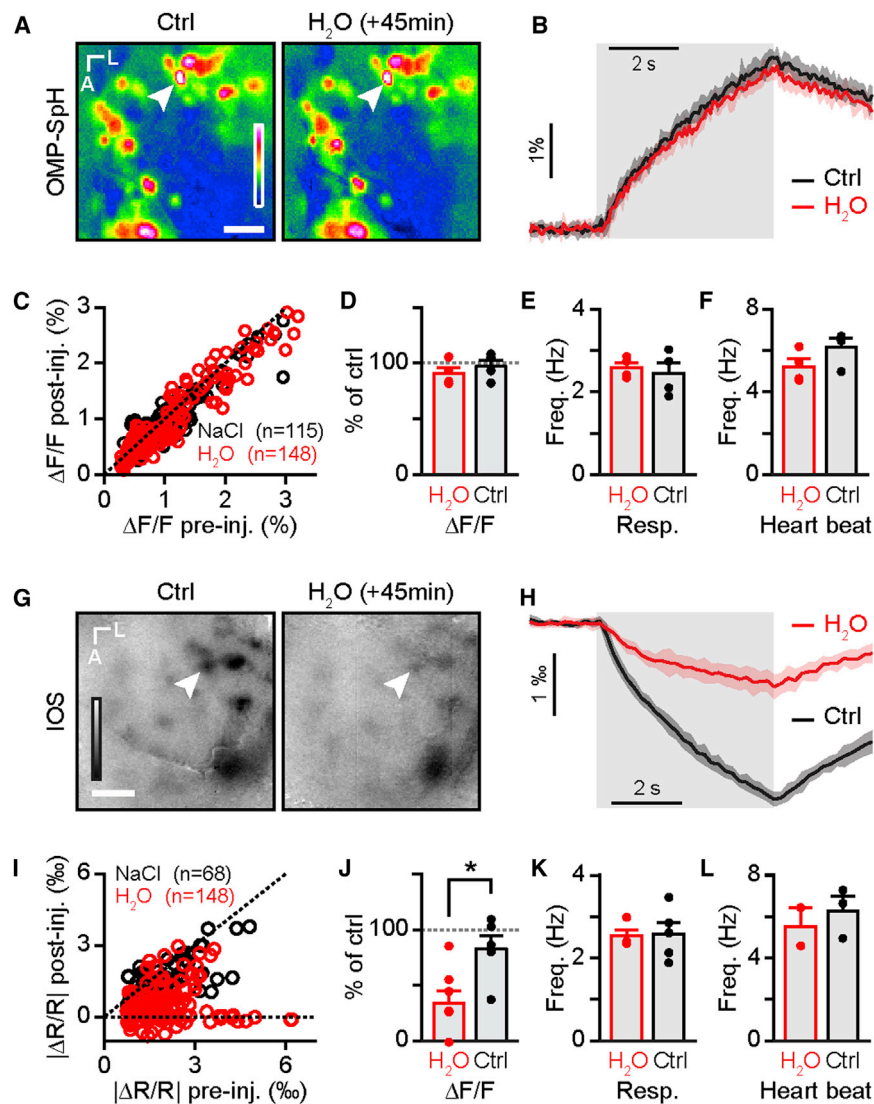 A
Ctrl
H₂O (+45min)
A
L
OMP-SpH
B
2 s
1%
Ctrl
H₂O
C
ΔF/F post-inj. (%)
3
2
1
0
0
1
2
3
NaCl (n=115)
H₂O (n=148)
ΔF/F pre-inj. (%)
D
% of ctrl
100
0
H₂O Ctrl
ΔF/F
E
Freq. (Hz)
4
2
0
H₂O Ctrl
Resp.
F
Freq. (Hz)
8
4
0
H₂O Ctrl
Heart beat
G
Ctrl
H₂O (+45min)
A
L
IOS
H
H₂O
1 ‰
Ctrl
2 s
I
|ΔR/R| post-inj. (‰)
6
3
0
0
3
6
NaCl (n=68)
H₂O (n=148)
|ΔR/R| pre-inj. (‰)
J
*
% of ctrl
100
0
H₂O Ctrl
ΔF/F
K
Freq. (Hz)
4
2
0
H₂O Ctrl
Resp.
L
Freq. (Hz)
8
4
0
H₂O Ctrl
Heart beat